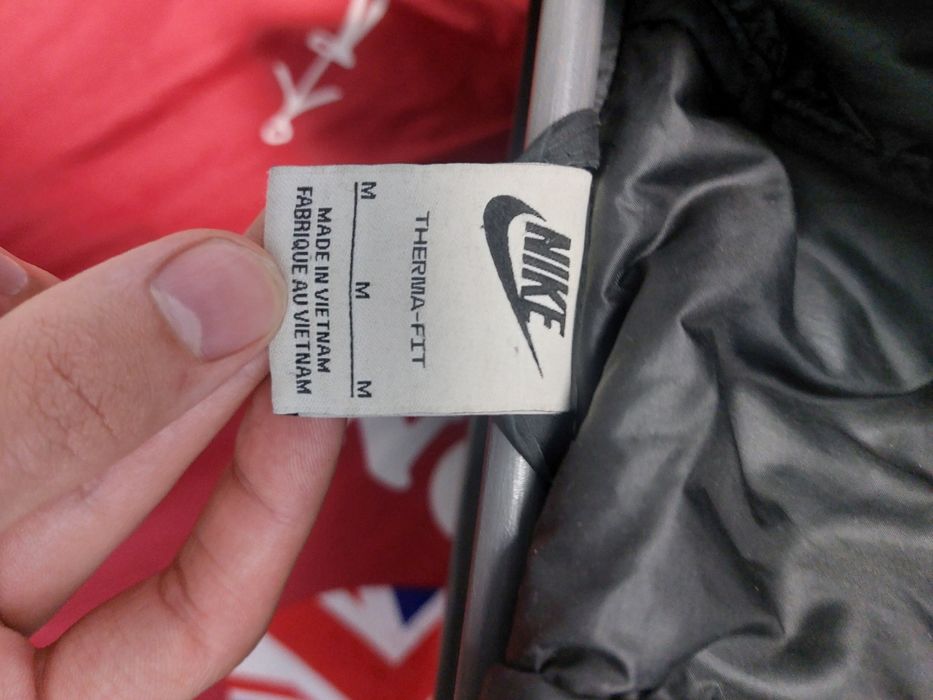 NIKE
THERMA-FIT
M M M
MADE IN VIETNAM
FABRIQUE AU VIETNAM